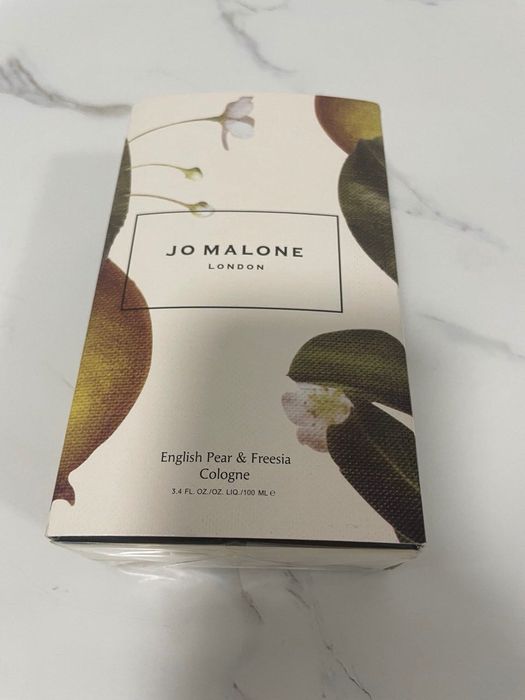 JO MALONE
LONDON
English Pear & Freesia
Cologne
3.4 FL. OZ./OZ. LIQ./100 ML ℮